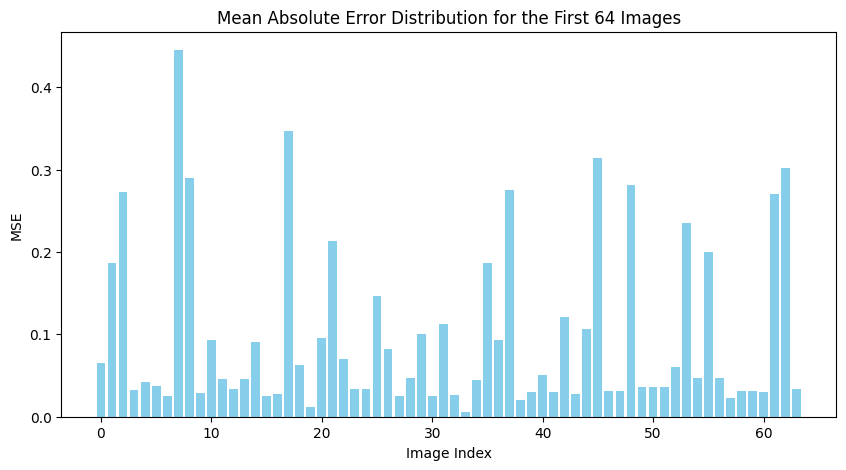 Mean Absolute Error Distribution for the First 64 Images
0.4
0.3
0.2
0.1
0.0
MSE
0 10 20 30 40 50 60
Image Index